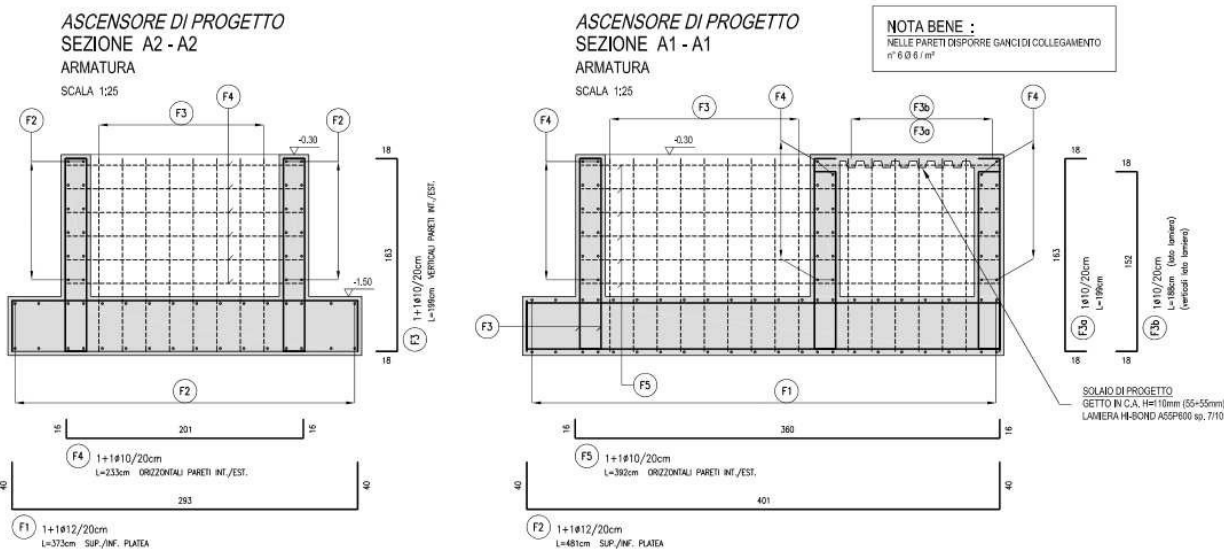 ASCENSORE DI PROGETTO
SEZIONE A2 - A2
ARMATURA
SCALA 1:25
F2
F3
F4
F2
-0.30
-1.50
18
163
18
1+1ø10/20cm
L=199cm VERTICALI PARETI INT./EST.
F3
F2
16
201
16
F4
1+1ø10/20cm
L=233cm ORIZZONTALI PARETI INT./EST.
40
293
40
F1
1+1ø12/20cm
L=373cm SUP./INF. PLATEA
ASCENSORE DI PROGETTO
SEZIONE A1 - A1
ARMATURA
SCALA 1:25
NOTA BENE :
NELLE PARETI DISPORRE GANCI DI COLLEGAMENTO
n° 6 Ø 6 / m²
F4
F3
F4
F3b
F3a
F4
-0.30
F3
F5
F1
18
163
18
F3a
1ø10/20cm
L=199cm
18
152
18
F3b
1ø10/20cm
L=188cm (lato lamiera)
(verticali lato lamiera)
SOLAIO DI PROGETTO
GETTO IN C.A. H=110mm (55+55mm)
LAMIERA HI-BOND A55P600 sp. 7/10
16
360
16
F5
1+1ø10/20cm
L=392cm ORIZZONTALI PARETI INT./EST.
40
401
40
F2
1+1ø12/20cm
L=481cm SUP./INF. PLATEA